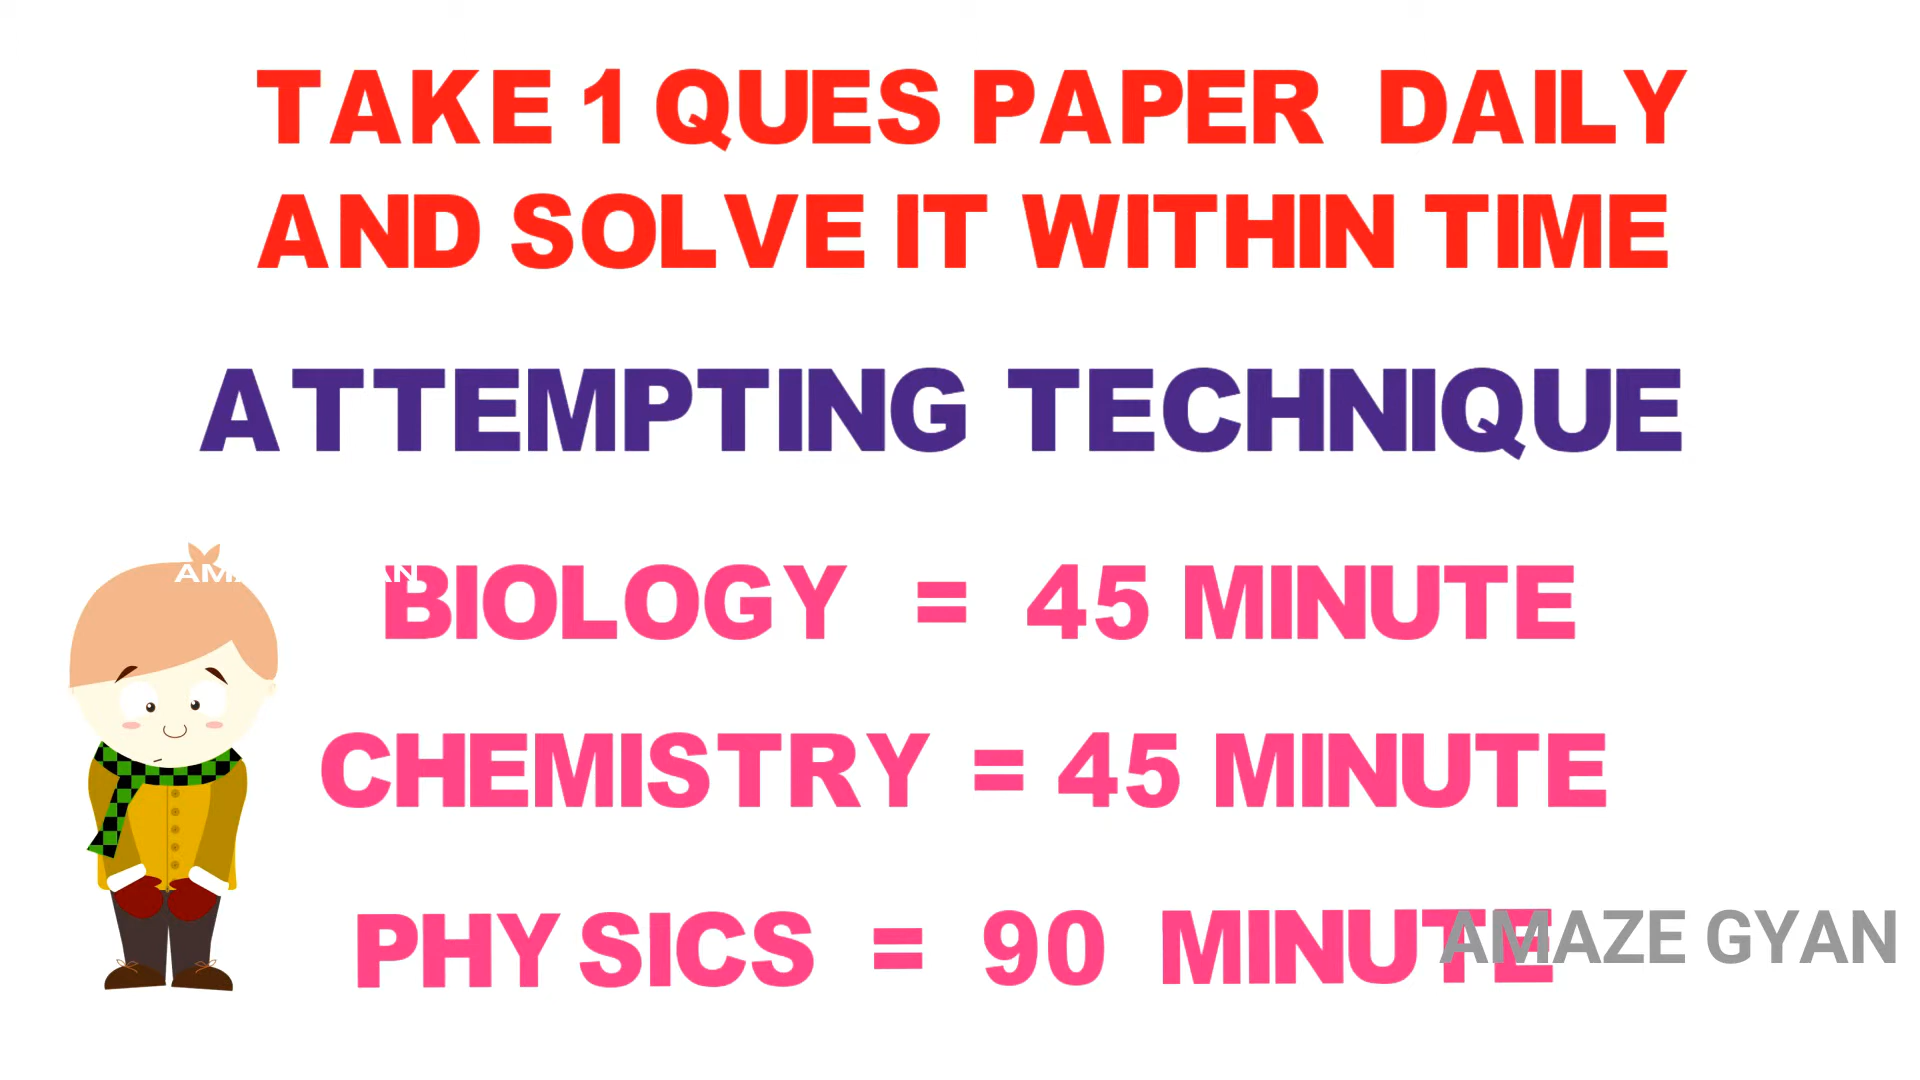 TAKE 1 QUES PAPER DAILY
AND SOLVE IT WITHIN TIME
ATTEMPTING TECHNIQUE
BIOLOGY = 45 MINUTE
CHEMISTRY = 45 MINUTE
PHYSICS = 90 MINUTE
AMAZE GYAN